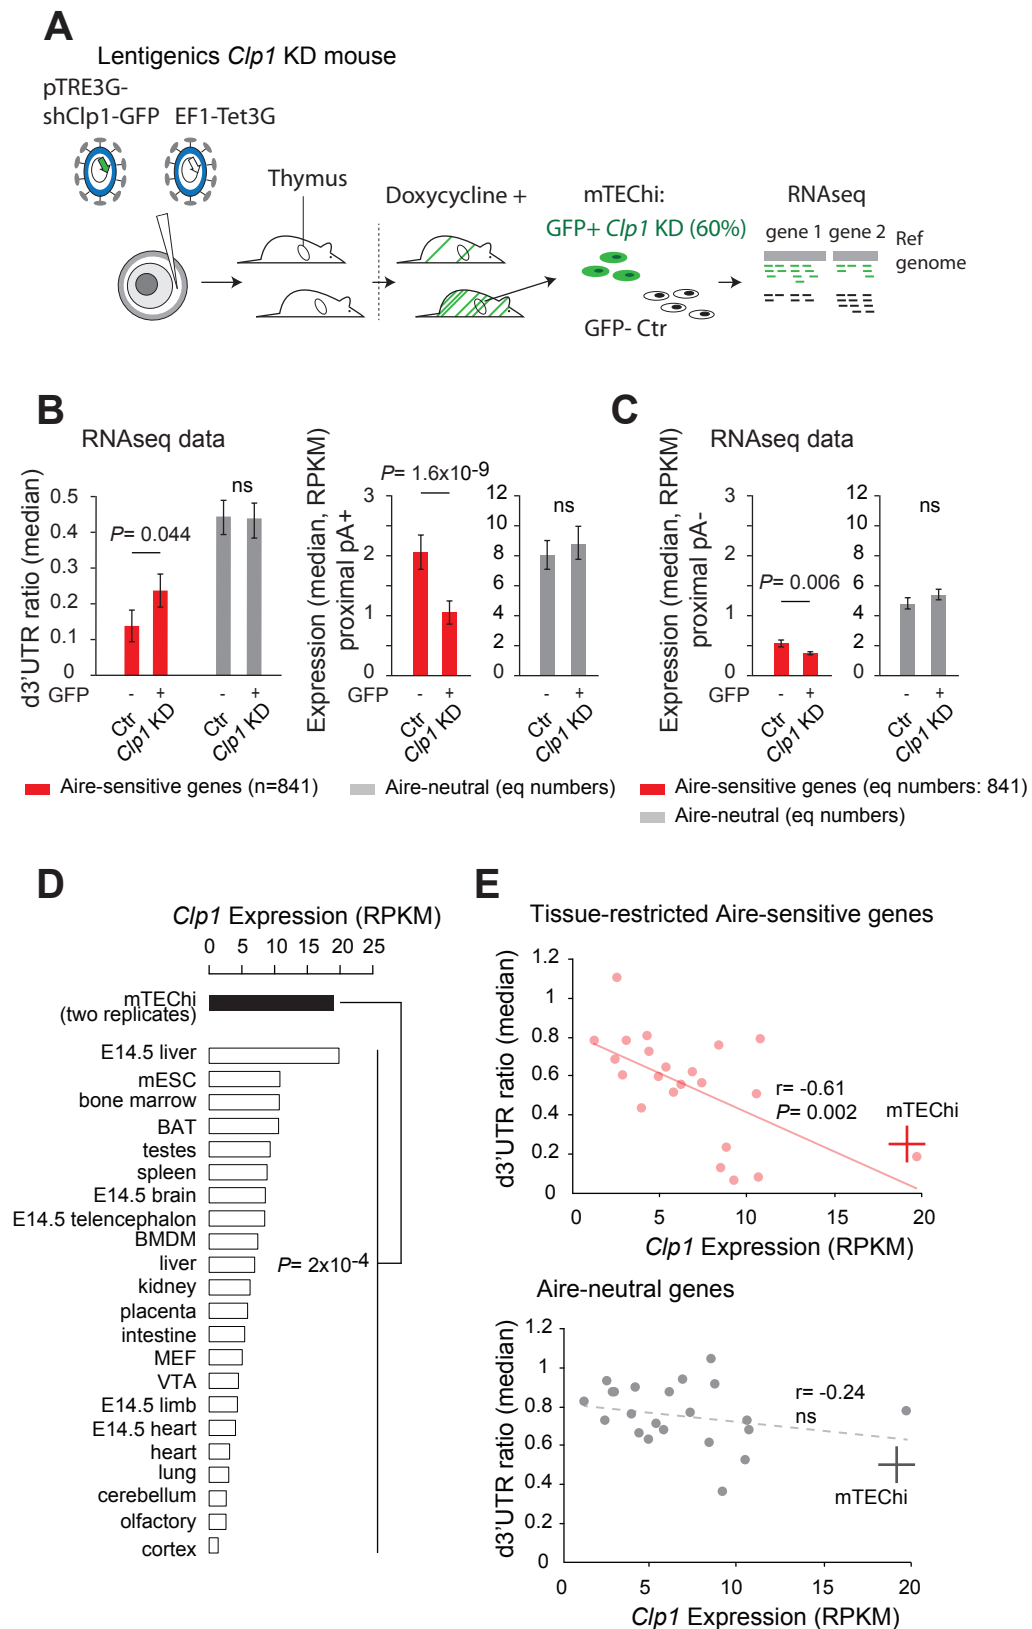 A
Lentigenics Clp1 KD mouse
pTRE3G-
shClp1-GFP EF1-Tet3G
Thymus
Doxycycline +
mTEChi:
GFP+ Clp1 KD (60%)
GFP- Ctr
RNAseq
gene 1 gene 2
Ref
genome
B
RNAseq data
d3'UTR ratio (median)
0.5
0.4
0.3
0.2
0.1
0
P= 0.044
ns
GFP - + - +
Ctr
Clp1 KD
Ctr
Clp1 KD
Expression (median, RPKM)
proximal pA+
P= 1.6x10-9
3
2
1
0
12
10
8
6
4
2
0
ns
GFP - + - +
Ctr
Clp1 KD
Ctr
Clp1 KD
Aire-sensitive genes (n=841)
Aire-neutral (eq numbers)
C
RNAseq data
Expression (median, RPKM)
proximal pA-
3
2
1
0
P= 0.006
12
10
8
6
4
2
0
ns
GFP - + - +
Ctr
Clp1 KD
Ctr
Clp1 KD
Aire-sensitive genes (eq numbers: 841)
Aire-neutral (eq numbers)
D
Clp1 Expression (RPKM)
0 5 10 15 20 25
mTEChi
(two replicates)
E14.5 liver
mESC
bone marrow
BAT
testes
spleen
E14.5 brain
E14.5 telencephalon
BMDM
liver
kidney
placenta
intestine
MEF
VTA
E14.5 limb
E14.5 heart
heart
lung
cerebellum
olfactory
cortex
P= 2x10-4
E
Tissue-restricted Aire-sensitive genes
d3'UTR ratio (median)
1.2
1
0.8
0.6
0.4
0.2
0
r= -0.61
P= 0.002
mTEChi
0 5 10 15 20
Clp1 Expression (RPKM)
Aire-neutral genes
d3'UTR ratio (median)
1.2
1
0.8
0.6
0.4
0.2
0
r= -0.24
ns
mTEChi
0 5 10 15 20
Clp1 Expression (RPKM)